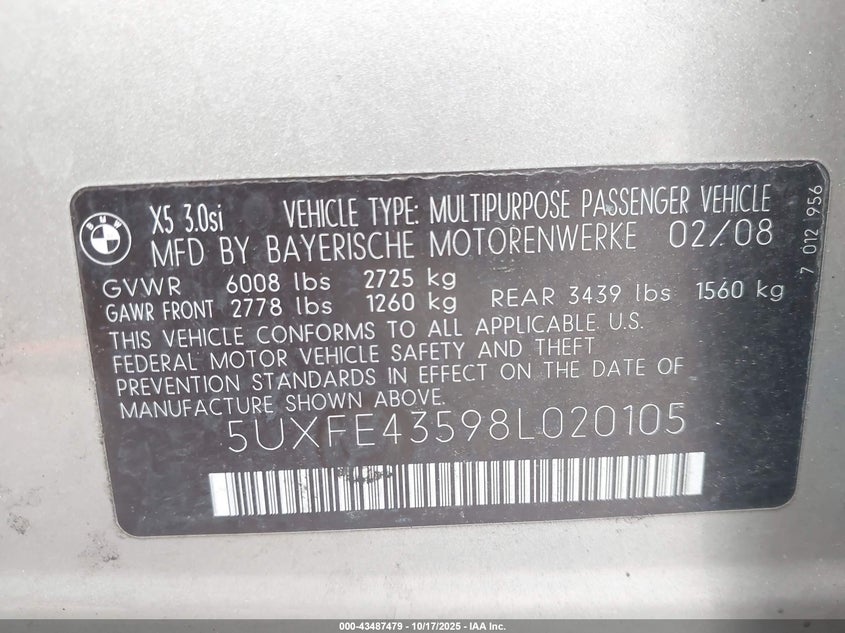 BMW
X5 3.0si VEHICLE TYPE: MULTIPURPOSE PASSENGER VEHICLE
MFD BY BAYERISCHE MOTORENWERKE 02/08
GVWR 6008 lbs 2725 kg
GAWR FRONT 2778 lbs 1260 kg REAR 3439 lbs 1560 kg
THIS VEHICLE CONFORMS TO ALL APPLICABLE U.S.
FEDERAL MOTOR VEHICLE SAFETY AND THEFT
PREVENTION STANDARDS IN EFFECT ON THE DATE OF
MANUFACTURE SHOWN ABOVE.
5UXFE43598L020105
7 012 956
000-43487479 - 10/17/2025 - IAA Inc.